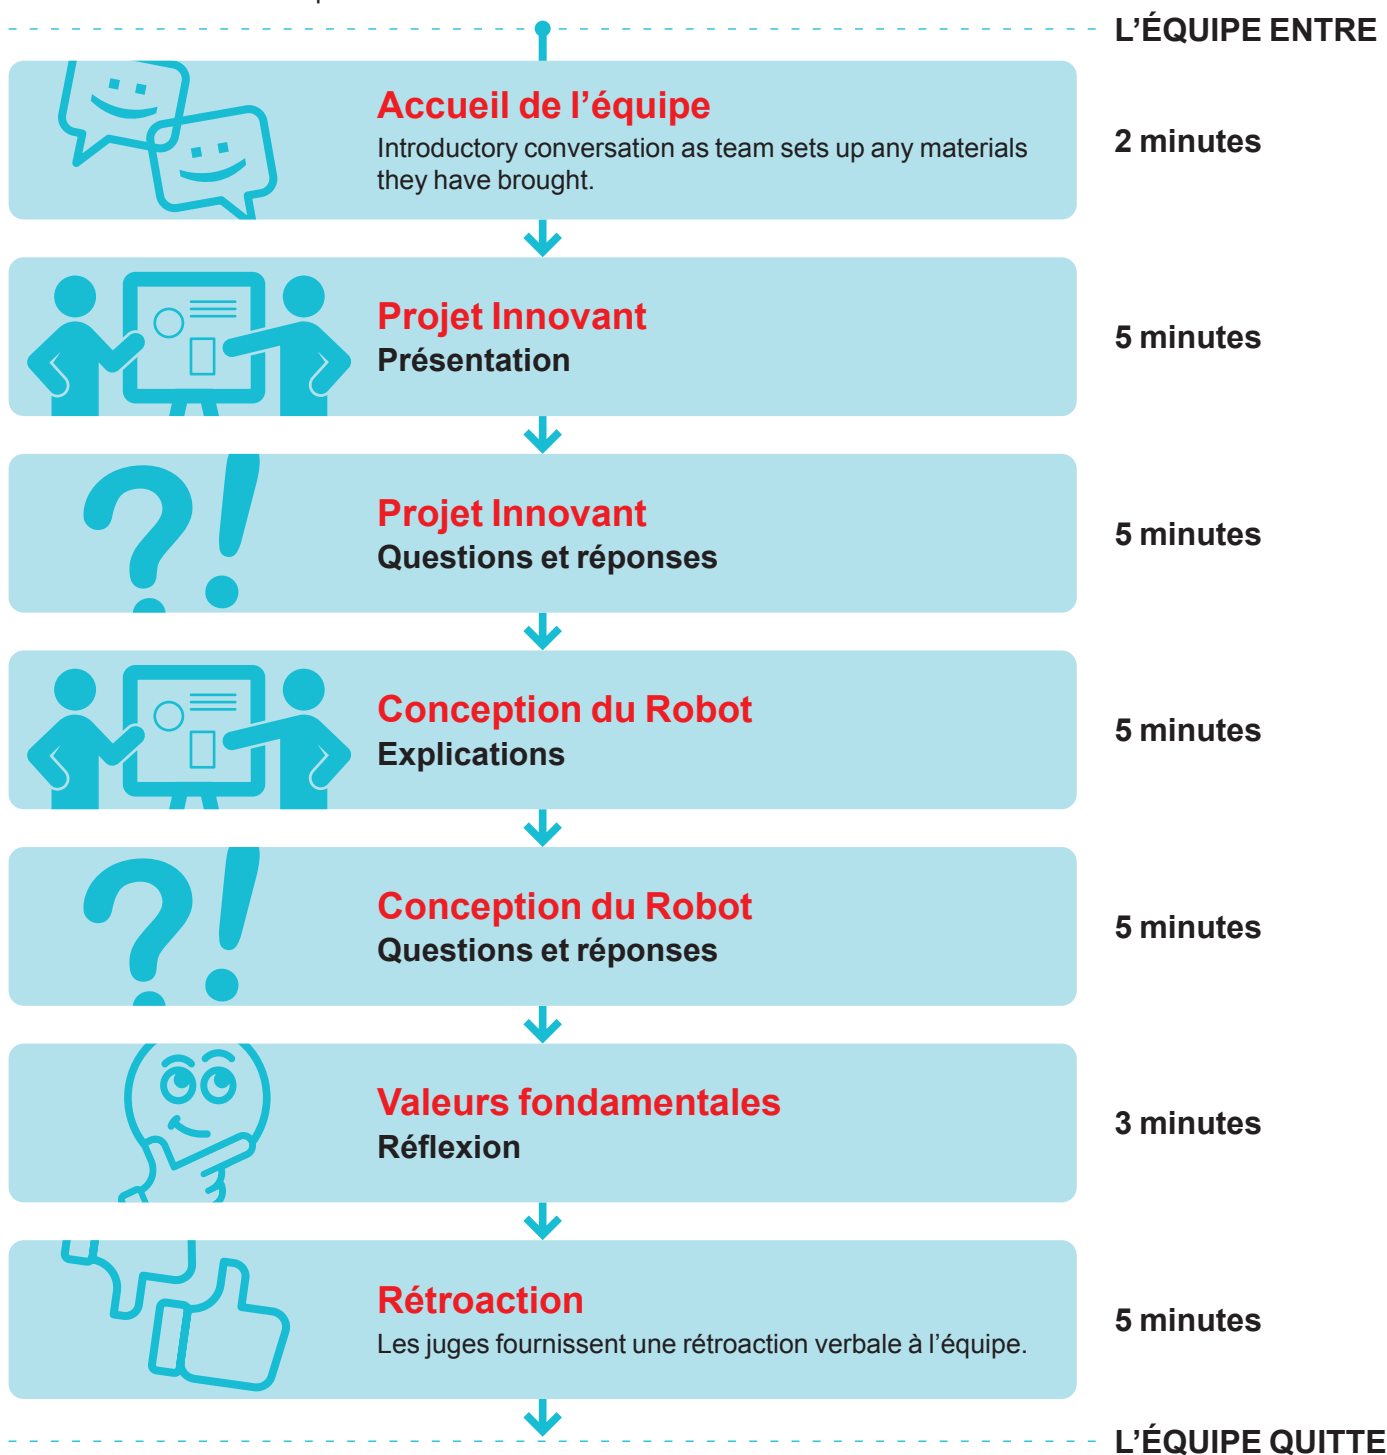 L’ÉQUIPE ENTRE
Accueil de l’équipe
Introductory conversation as team sets up any materials
they have brought.
2 minutes
Projet Innovant
Présentation
5 minutes
Projet Innovant
Questions et réponses
5 minutes
Conception du Robot
Explications
5 minutes
Conception du Robot
Questions et réponses
5 minutes
Valeurs fondamentales
Réflexion
3 minutes
Rétroaction
Les juges fournissent une rétroaction verbale à l’équipe.
5 minutes
L’ÉQUIPE QUITTE